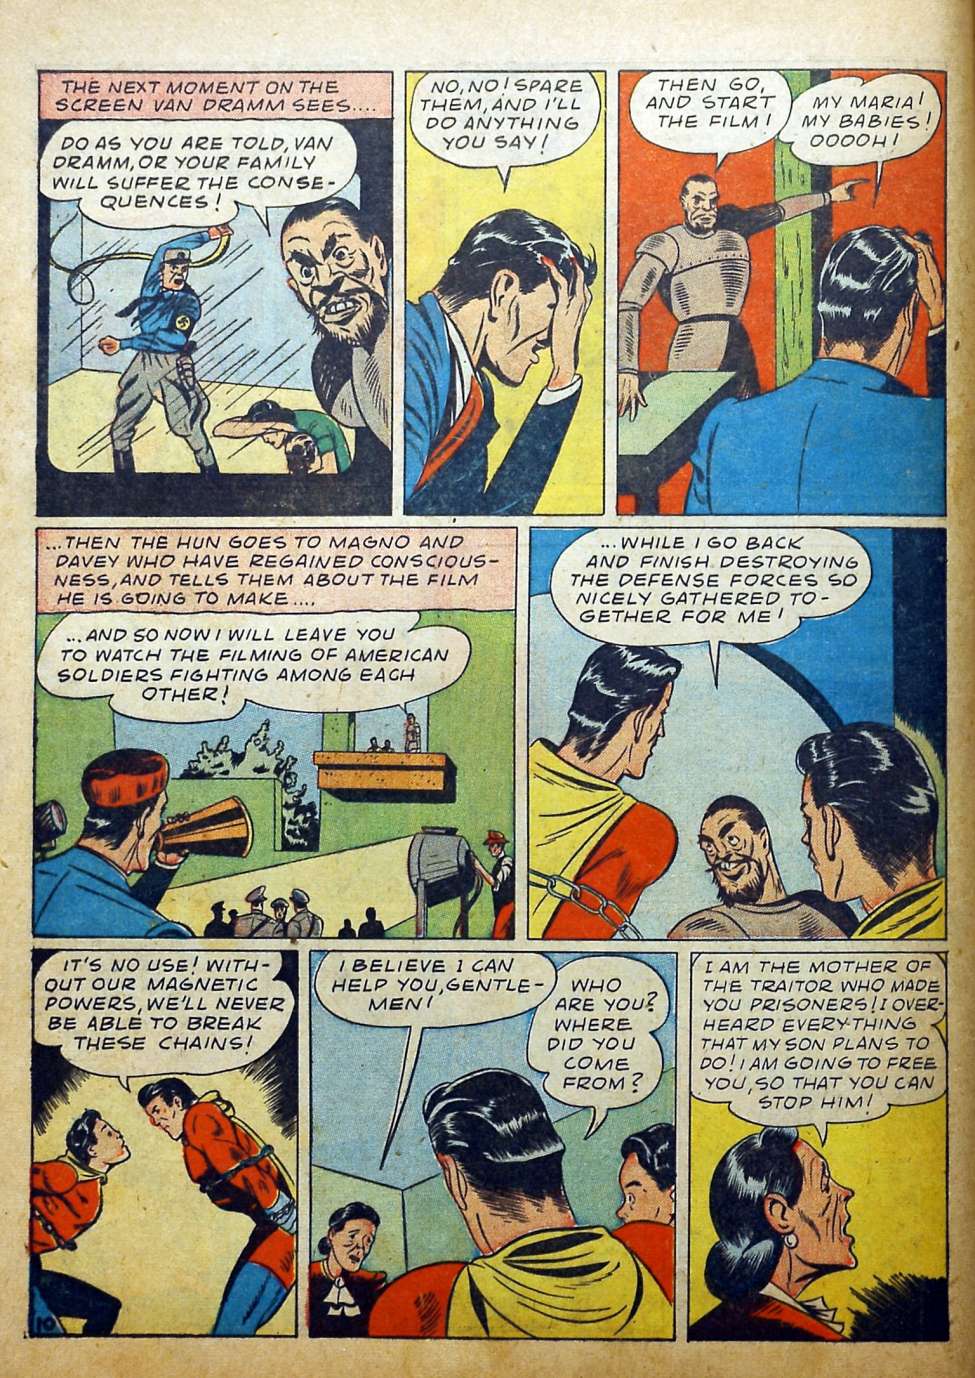 THE NEXT MOMENT ON THE
SCREEN VAN DRAMM SEES....
DO AS YOU ARE TOLD, VAN
DRAMM, OR YOUR FAMILY
WILL SUFFER THE CONSE-
QUENCES!
NO, NO! SPARE
THEM, AND I'LL
DO ANYTHING
YOU SAY!
THEN GO,
AND START
THE FILM!
MY MARIA!
MY BABIES!
OOOOH!
...THEN THE HUN GOES TO MAGNO AND
DAVEY WHO HAVE REGAINED CONSCIOUS-
NESS, AND TELLS THEM ABOUT THE FILM
HE IS GOING TO MAKE....
...AND SO NOW I WILL LEAVE YOU
TO WATCH THE FILMING OF AMERICAN
SOLDIERS FIGHTING AMONG EACH
OTHER!
...WHILE I GO BACK
AND FINISH DESTROYING
THE DEFENSE FORCES SO
NICELY GATHERED TO-
GETHER FOR ME!
IT'S NO USE! WITH-
OUT OUR MAGNETIC
POWERS, WE'LL NEVER
BE ABLE TO BREAK
THESE CHAINS!
I BELIEVE I CAN
HELP YOU, GENTLE-
MEN!
WHO
ARE YOU?
WHERE
DID YOU
COME
FROM?
I AM THE MOTHER OF
THE TRAITOR WHO MADE
YOU PRISONERS! I OVER-
HEARD EVERY-THING
THAT MY SON PLANS TO
DO! I AM GOING TO FREE
YOU, SO THAT YOU CAN
STOP HIM!
10